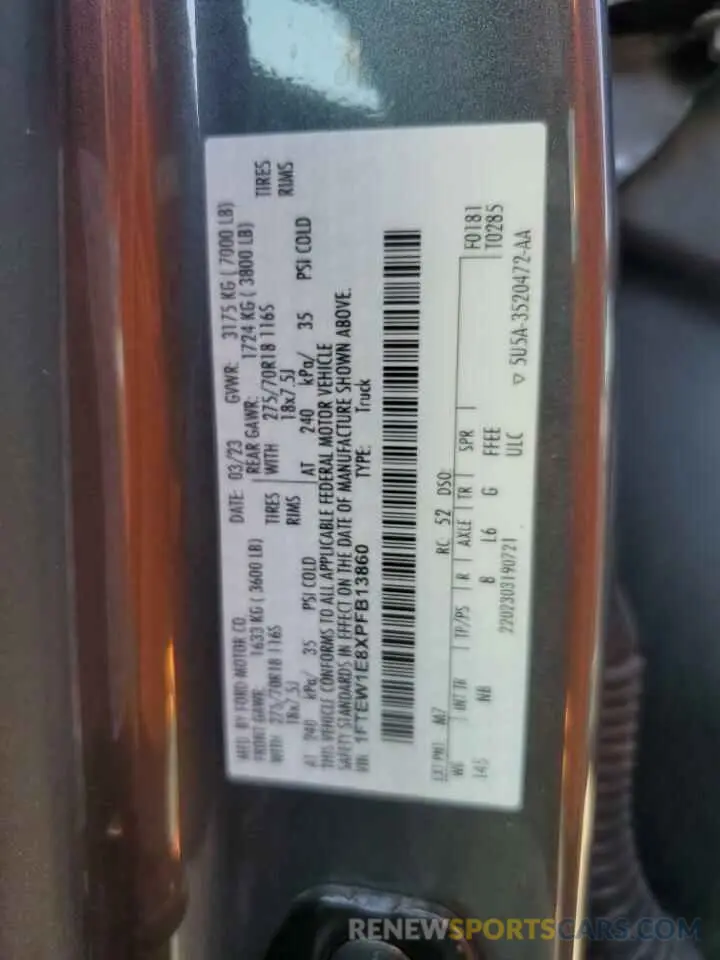 MFD. BY FORD MOTOR CO. DATE: 03/23 GVWR: 3175 KG ( 7000 LB)
FRONT GAWR: 1633 KG ( 3600 LB) REAR GAWR: 1724 KG ( 3800 LB)
WITH 275/70R18 116S TIRES WITH 275/70R18 116S TIRES
18x7.5J RIMS 18x7.5J RIMS
AT 240 kPa/ 35 PSI COLD AT 240 kPa/ 35 PSI COLD
THIS VEHICLE CONFORMS TO ALL APPLICABLE FEDERAL MOTOR VEHICLE
SAFETY STANDARDS IN EFFECT ON THE DATE OF MANUFACTURE SHOWN ABOVE.
VIN: 1FTEW1E8XPFB13860 TYPE: Truck
EXT PNT: M7 RC: 52 DSO:
WB INT TR TP/PS R AXLE TR SPR F0181
145 NB B L6 G FFEE T0285
ULC
2202303190721 ▽ 5U5A-3520472-AA
RENEWSPORTSCARS.COM